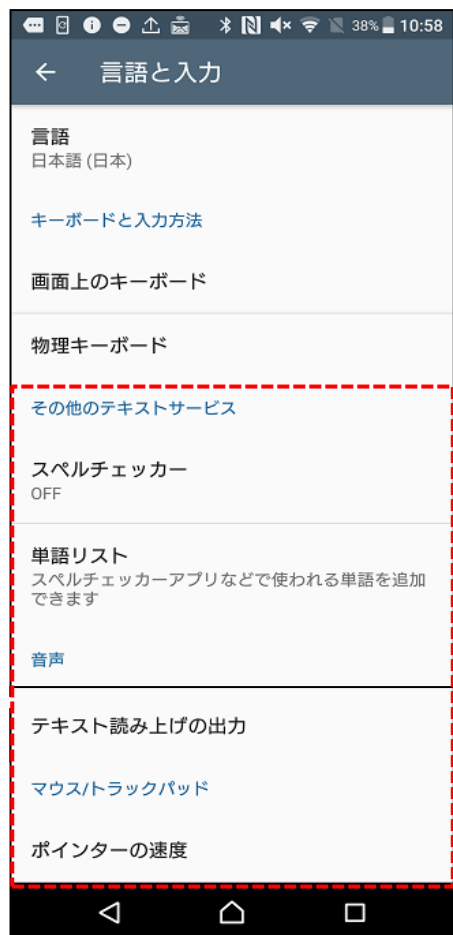 38% 10:58
言語と入力
言語
日本語 (日本)
キーボードと入力方法
画面上のキーボード
物理キーボード
その他のテキストサービス
スペルチェッカー
OFF
単語リスト
スペルチェッカーアプリなどで使われる単語を追加
できます
音声
テキスト読み上げの出力
マウス/トラックパッド
ポインターの速度